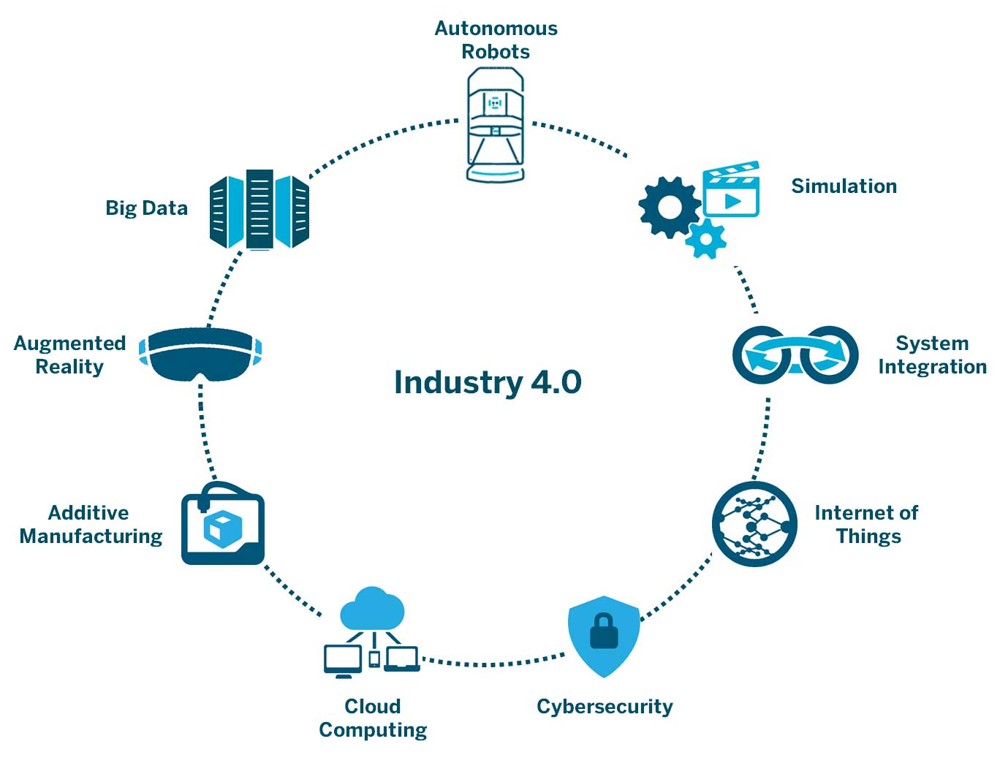 Autonomous
Robots
Simulation
Big Data
System
Integration
Augmented
Reality
Industry 4.0
Internet of
Things
Additive
Manufacturing
Cybersecurity
Cloud
Computing